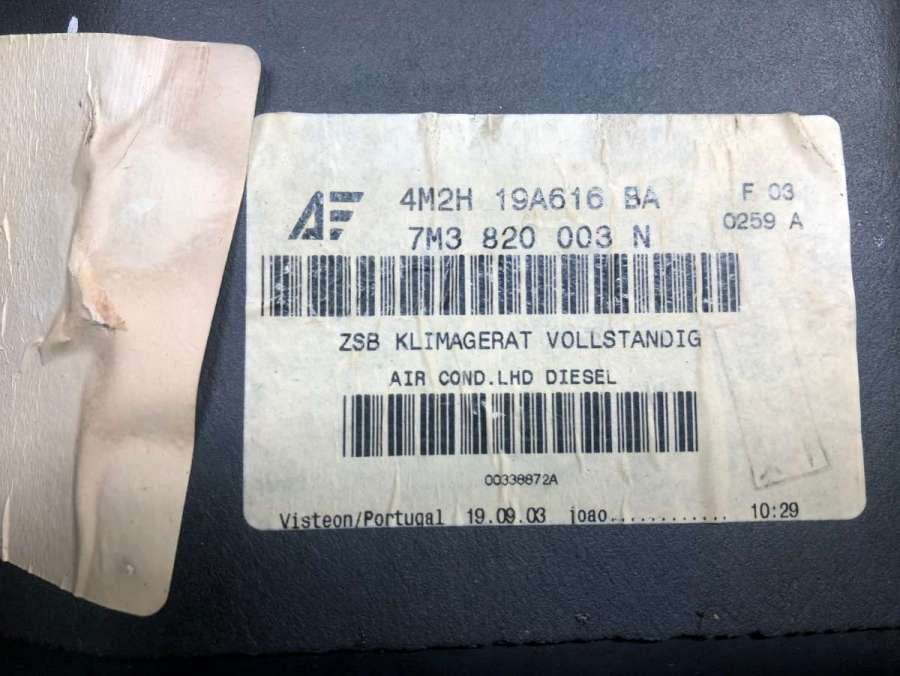 AF 4M2H 19A616 BA F 03
7M3 820 003 N 0259 A
ZSB KLIMAGERAT VOLLSTANDIG
AIR COND.LHD DIESEL
00338872A
Visteon/Portugal 19.09.03 joao............ 10:29